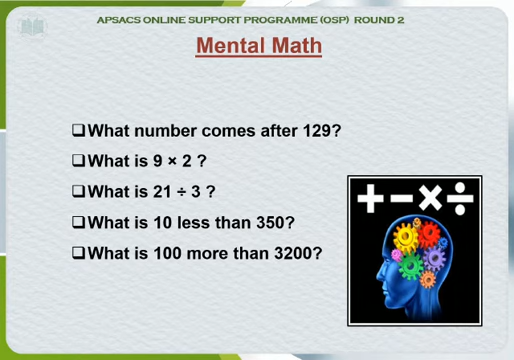 APSACS ONLINE SUPPORT PROGRAMME (OSP) ROUND 2
Mental Math
❑What number comes after 129?
❑What is 9 × 2 ?
❑What is 21 ÷ 3 ?
❑What is 10 less than 350?
❑What is 100 more than 3200?
+ − × ÷